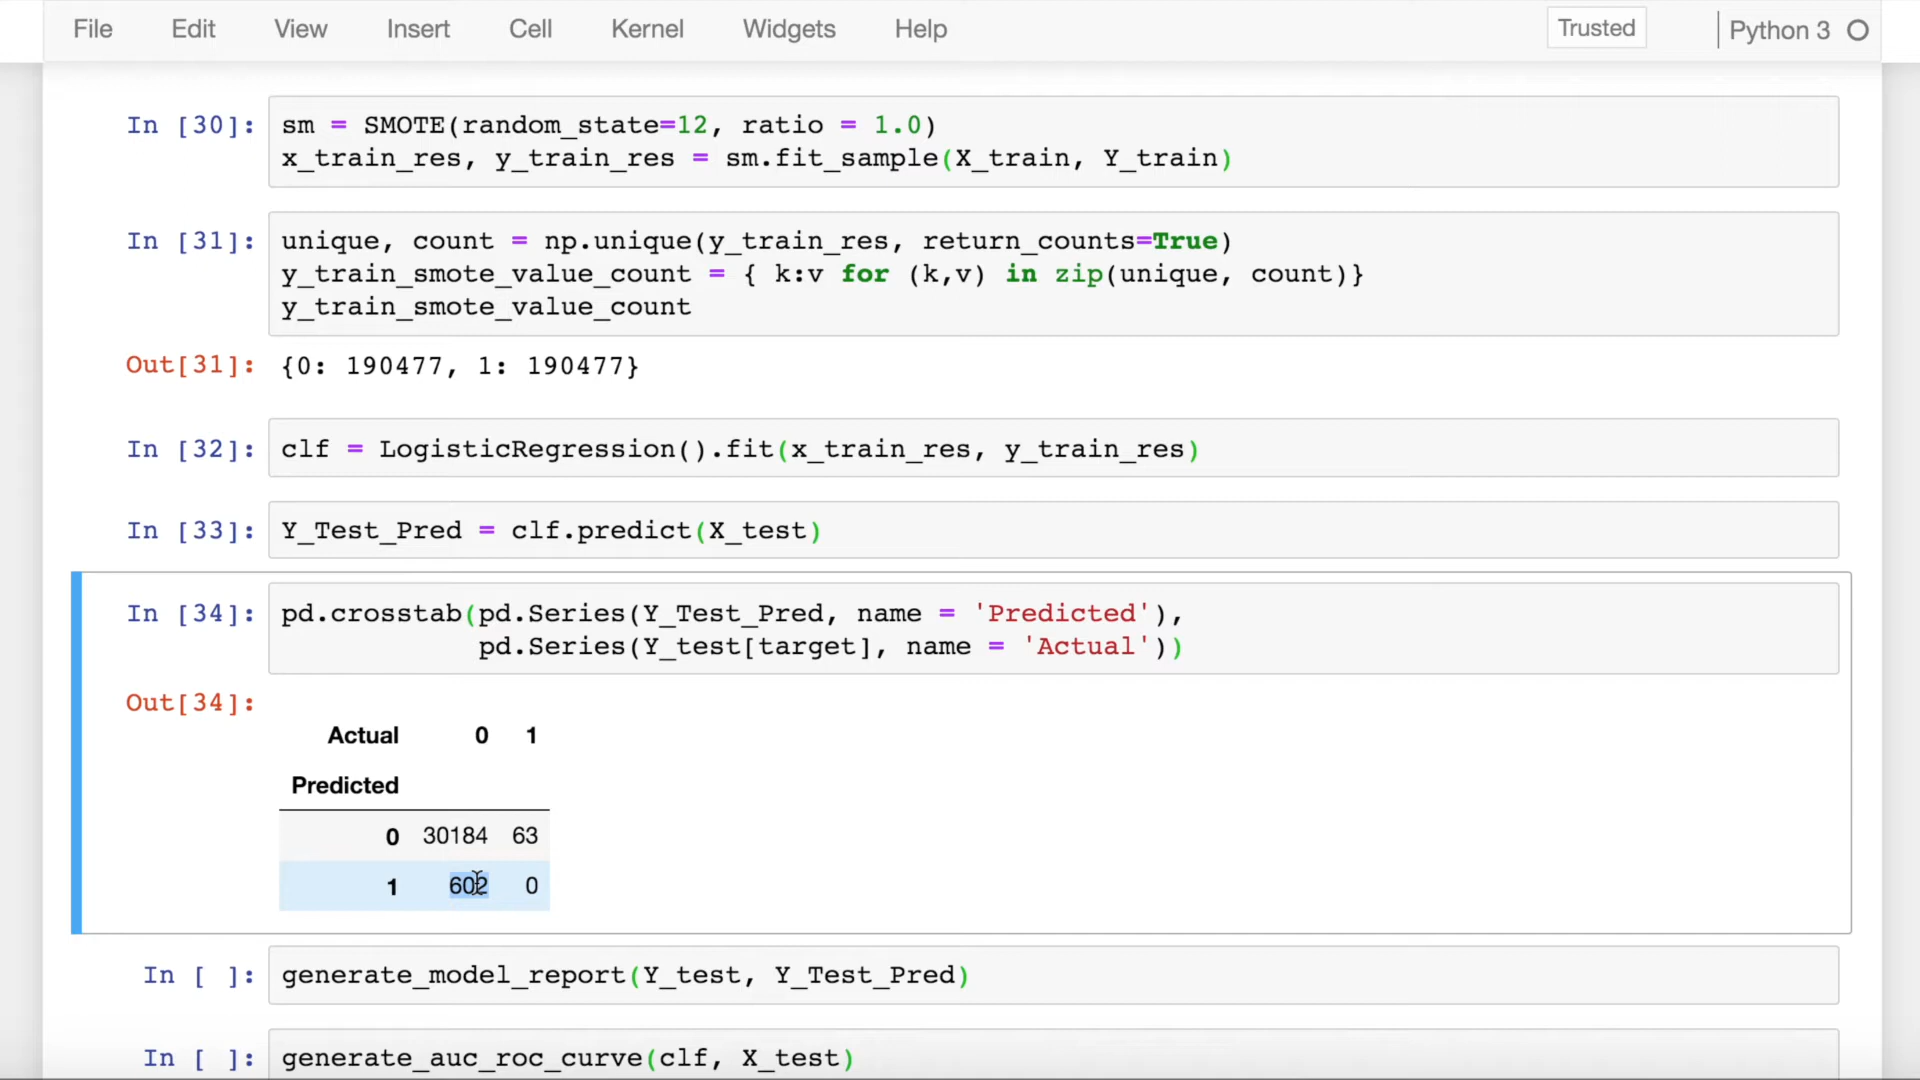 File Edit View Insert Cell Kernel Widgets Help Trusted Python 3
In [30]: sm = SMOTE(random_state=12, ratio = 1.0)
x_train_res, y_train_res = sm.fit_sample(X_train, Y_train)
In [31]: unique, count = np.unique(y_train_res, return_counts=True)
y_train_smote_value_count = { k:v for (k,v) in zip(unique, count)}
y_train_smote_value_count
Out[31]: {0: 190477, 1: 190477}
In [32]: clf = LogisticRegression().fit(x_train_res, y_train_res)
In [33]: Y_Test_Pred = clf.predict(X_test)
In [34]: pd.crosstab(pd.Series(Y_Test_Pred, name = 'Predicted'),
pd.Series(Y_test[target], name = 'Actual'))
Out[34]:
Actual 0 1
Predicted
0 30184 63
1 602 0
In [ ]: generate_model_report(Y_test, Y_Test_Pred)
In [ ]: generate_auc_roc_curve(clf, X_test)